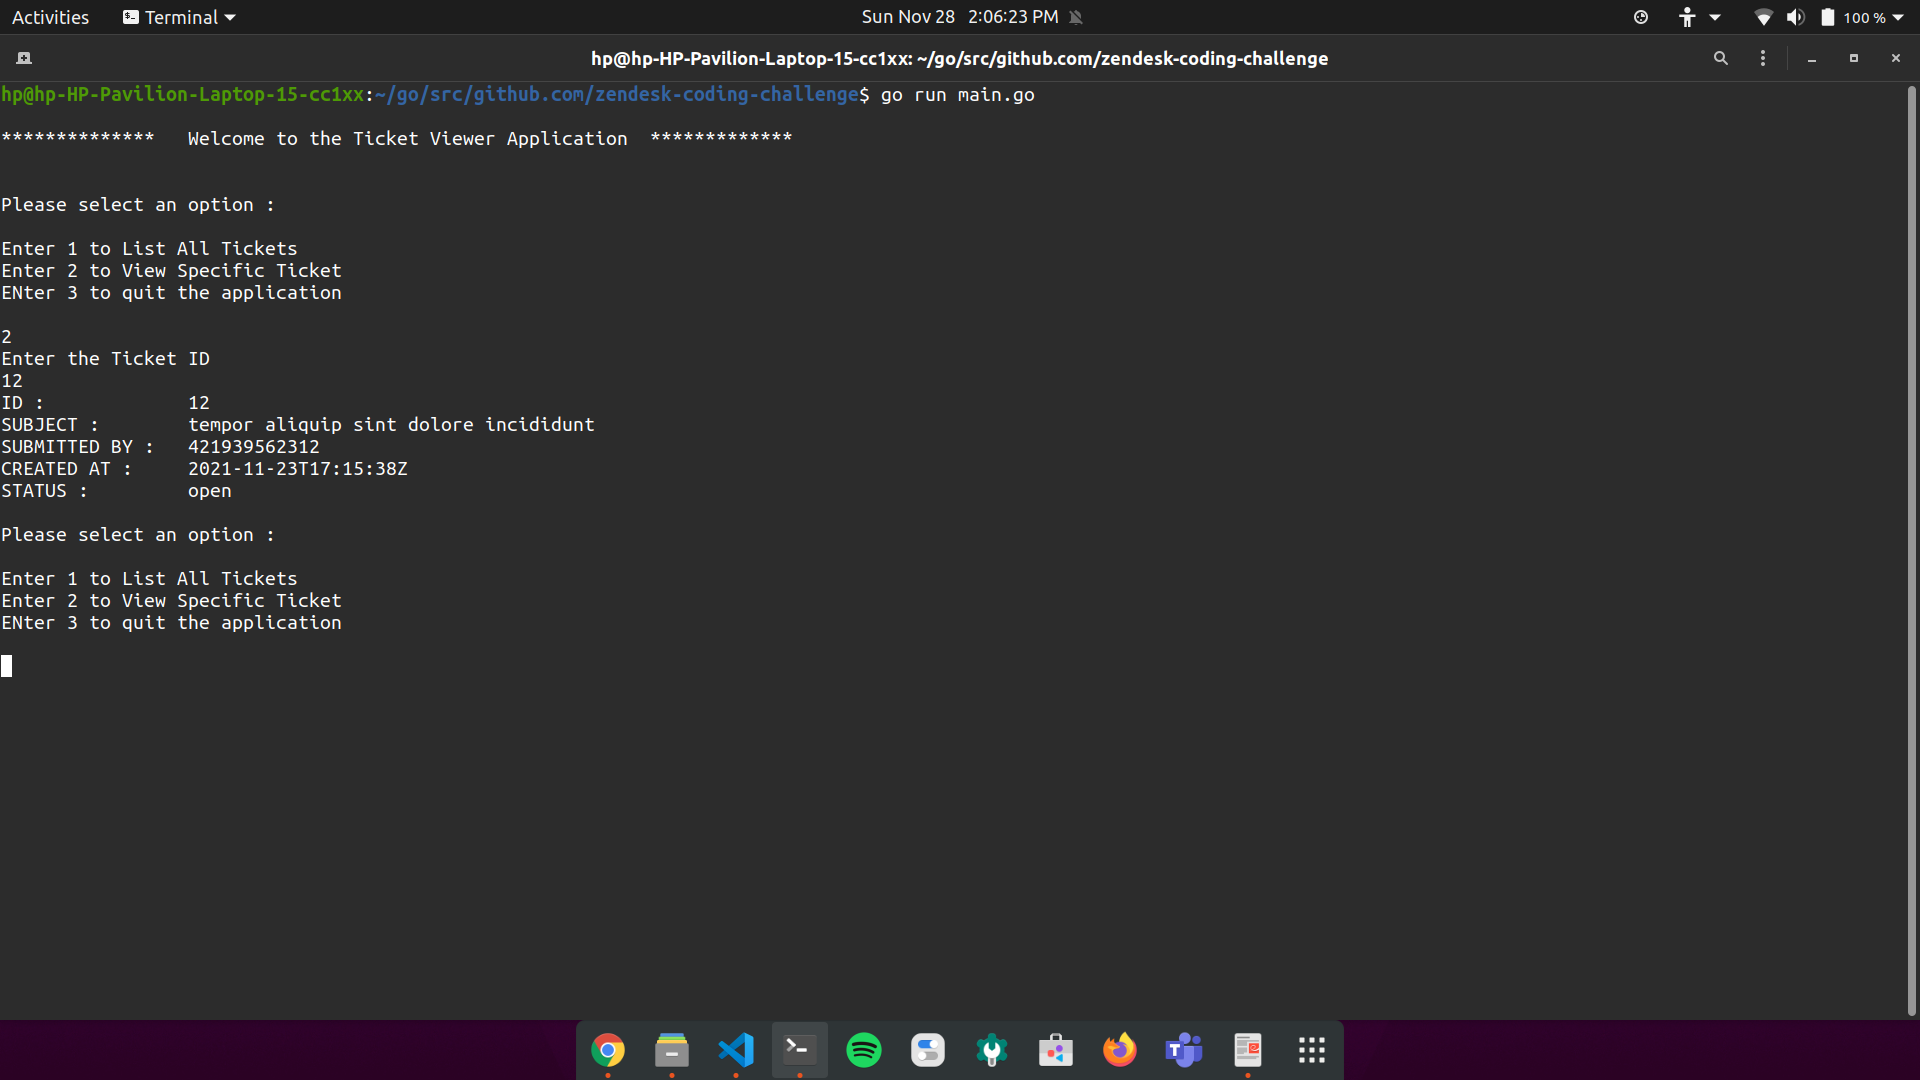 Activities Terminal Sun Nov 28 2:06:23 PM 100 %
hp@hp-HP-Pavilion-Laptop-15-cc1xx: ~/go/src/github.com/zendesk-coding-challenge
hp@hp-HP-Pavilion-Laptop-15-cc1xx:~/go/src/github.com/zendesk-coding-challenge$ go run main.go
************** Welcome to the Ticket Viewer Application *************
Please select an option :
Enter 1 to List All Tickets
Enter 2 to View Specific Ticket
ENter 3 to quit the application
2
Enter the Ticket ID
12
ID : 12
SUBJECT : tempor aliquip sint dolore incididunt
SUBMITTED BY : 421939562312
CREATED AT : 2021-11-23T17:15:38Z
STATUS : open
Please select an option :
Enter 1 to List All Tickets
Enter 2 to View Specific Ticket
ENter 3 to quit the application